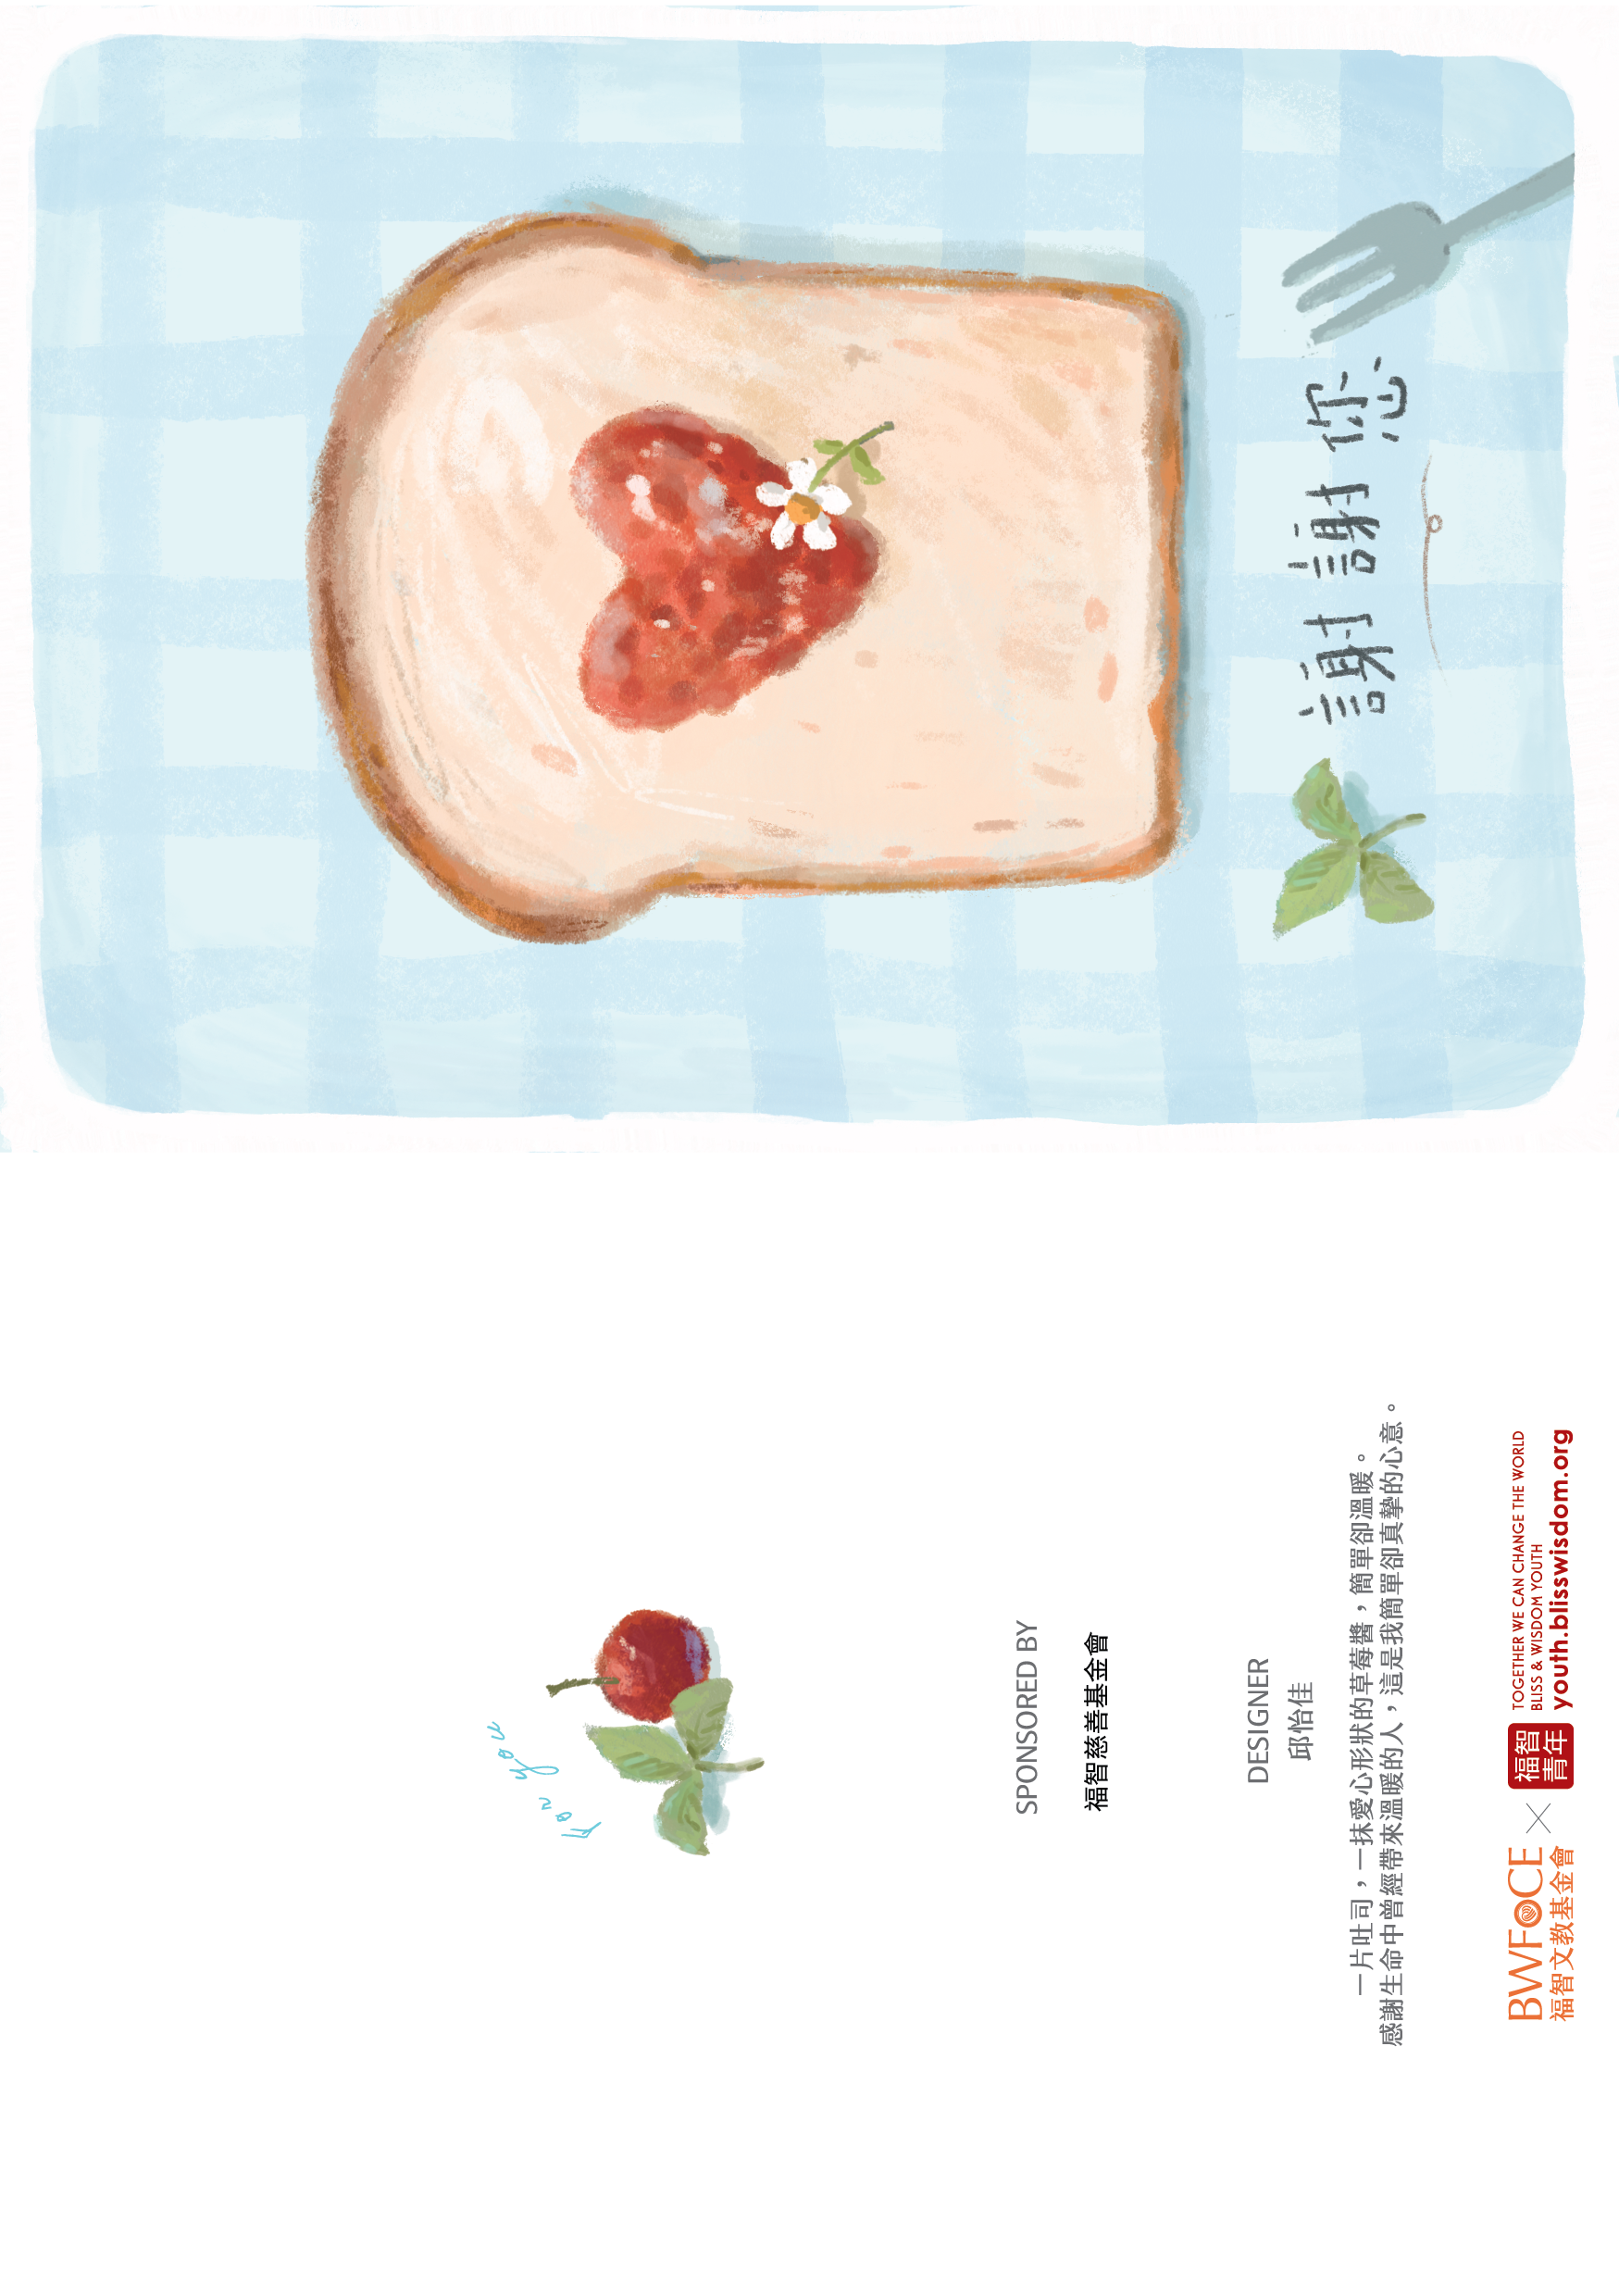 謝謝您
for you
SPONSORED BY
福智慈善基金會
DESIGNER
邱怡佳
一片吐司，一抹愛心形狀的草莓醬，簡單卻溫暖。
感謝生命中曾經帶來溫暖的人，這是我簡單卻真摯的心意。
BWFOCE
福智文教基金會
福智
青年
TOGETHER WE CAN CHANGE THE WORLD
BLISS & WISDOM YOUTH
youth.blisswisdom.org